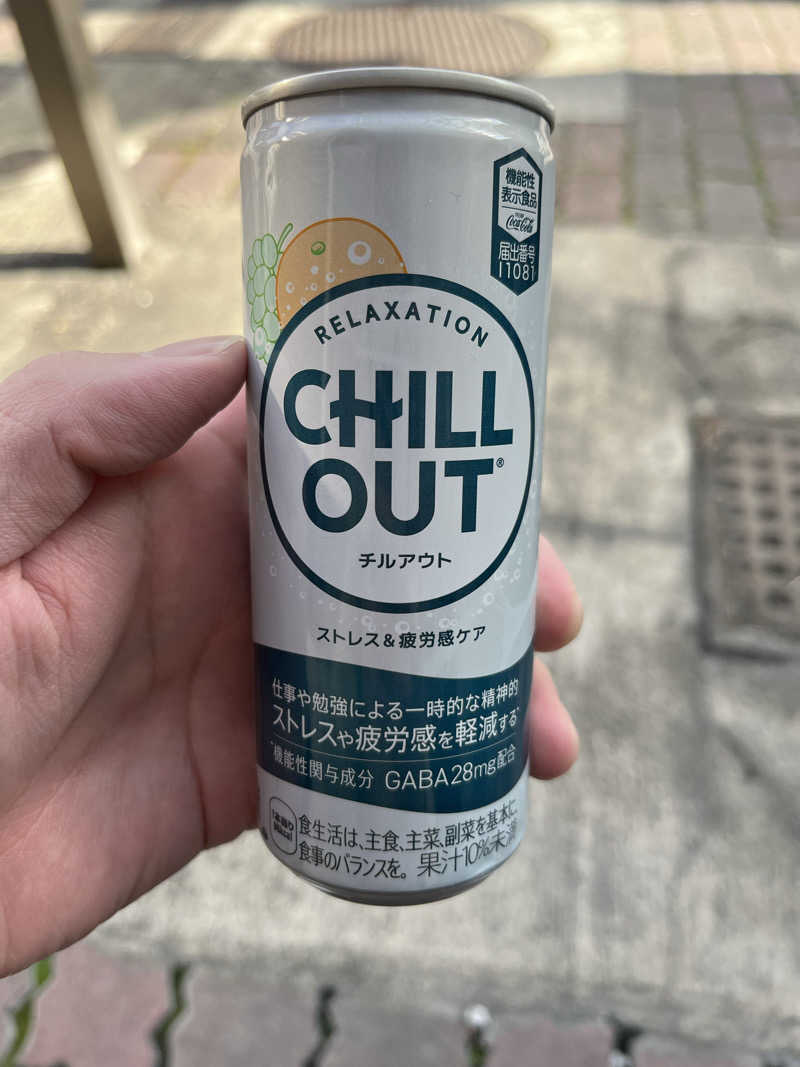 機能性
表示食品
Coca-Cola
届出番号
I1081
RELAXATION
CHILL
OUT®
チルアウト
ストレス&疲労感ケア
仕事や勉強による一時的な精神的
ストレスや疲労感を軽減する*
*機能性関与成分 GABA28mg配合
1本当り
食生活は、主食、主菜、副菜を基本に、
食事のバランスを。果汁10%未満